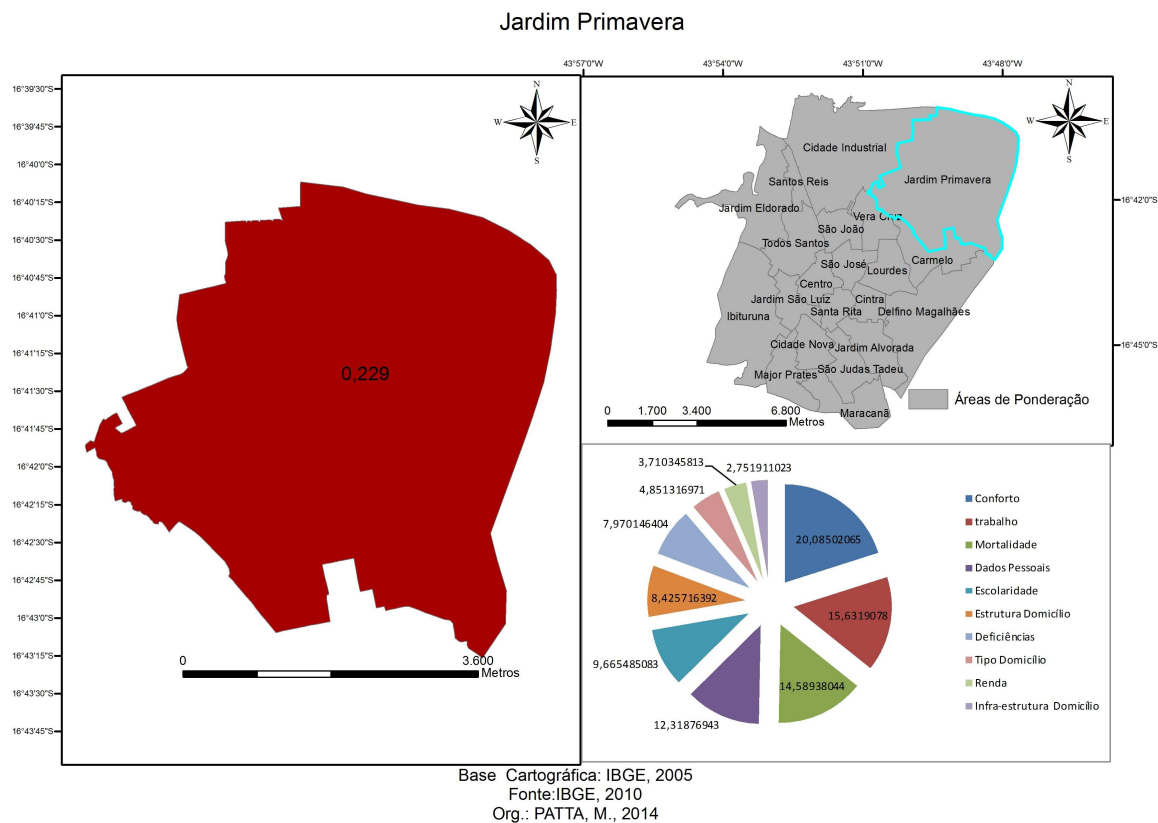 Jardim Primavera
16°39'30"S
16°39'45"S
16°40'0"S
16°40'15"S
16°40'30"S
16°40'45"S
16°41'0"S
16°41'15"S
16°41'30"S
16°41'45"S
16°42'0"S
16°42'15"S
16°42'30"S
16°42'45"S
16°43'0"S
16°43'15"S
16°43'30"S
16°43'45"S
N
W E
S
0,229
0 3.600
Metros
43°57'0"W 43°54'0"W 43°51'0"W 43°48'0"W
N
W E
S
16°42'0"S
16°45'0"S
Cidade Industrial
Santos Reis
Jardim Primavera
Jardim Eldorado
Vera Cruz
São João
Todos Santos
São José
Lourdes
Carmelo
Centro
Jardim São Luiz
Cintra
Ibituruna
Santa Rita
Delfino Magalhães
Cidade Nova
Jardim Alvorada
Major Prates
São Judas Tadeu
Maracanã
Áreas de Ponderação
0 1.700 3.400 6.800
Metros
3,710345813
2,751911023
4,851316971
7,970146404
20,08502065
8,425716392
15,6319078
9,665485083
14,58938044
12,31876943
Conforto
trabalho
Mortalidade
Dados Pessoais
Escolaridade
Estrutura Domicílio
Deficiências
Tipo Domicílio
Renda
Infra-estrutura Domicílio
Base Cartográfica: IBGE, 2005
Fonte:IBGE, 2010
Org.: PATTA, M., 2014